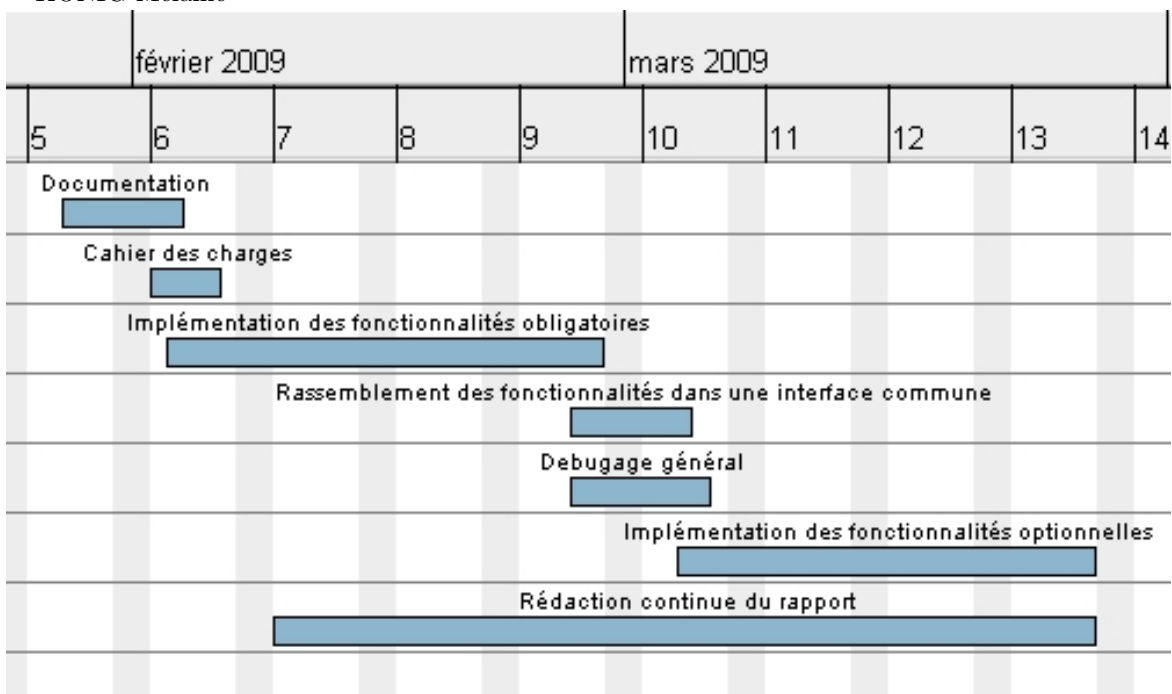 février 2009 mars 2009
5 6 7 8 9 10 11 12 13 14
Documentation
Cahier des charges
Implémentation des fonctionnalités obligatoires
Rassemblement des fonctionnalités dans une interface commune
Debugage général
Implémentation des fonctionnalités optionnelles
Rédaction continue du rapport